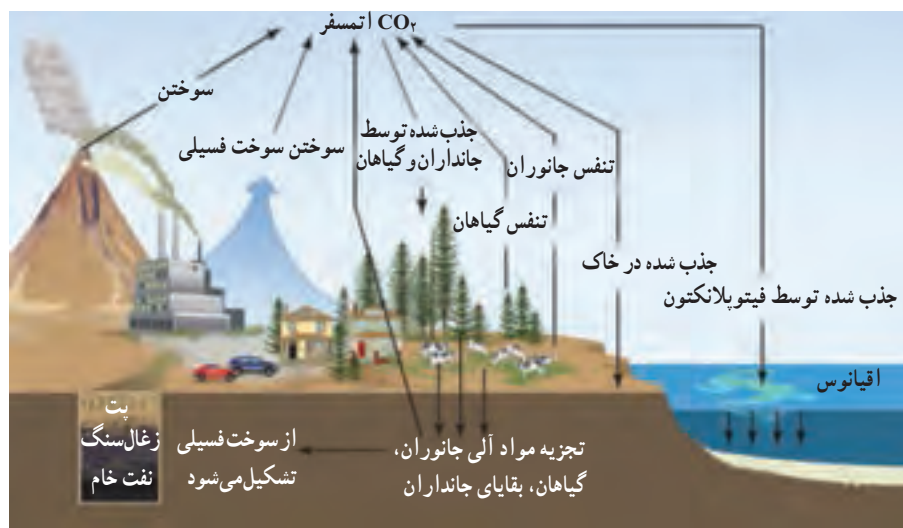 CO۲ اتمسفر
سوختن
سوختن سوخت فسیلی
جذب شده توسط
جانداران و گیاهان
تنفس جانوران
تنفس گیاهان
جذب شده در خاک
جذب شده توسط فیتوپلانکتون
اقیانوس
پت
زغال‌سنگ
نفت خام
از سوخت فسیلی
تشکیل می‌شود
تجزیه مواد آلی جانوران،
گیاهان، بقایای جانداران